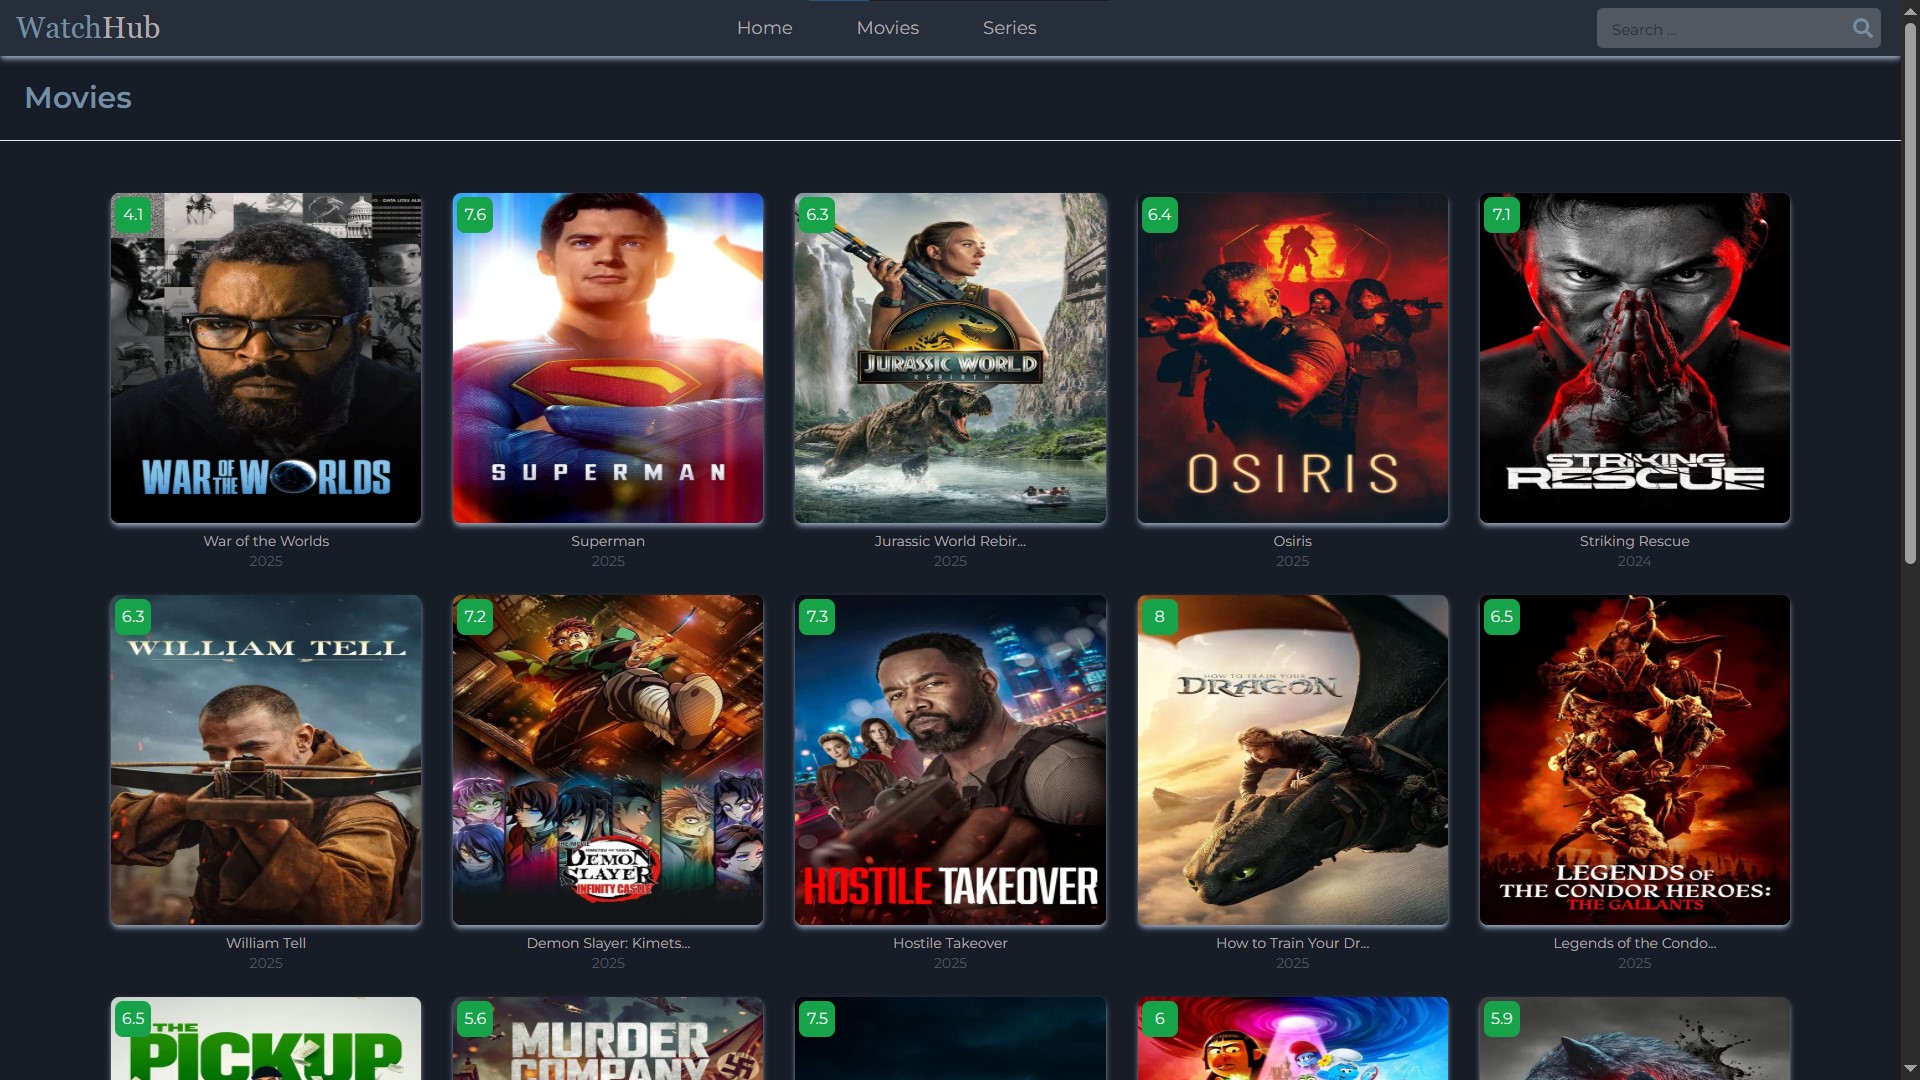 WatchHub
Home
Movies
Series
Search ...
Movies
4.1
WAR OF THE WORLDS
War of the Worlds
2025
7.6
SUPERMAN
Superman
2025
6.3
JURASSIC WORLD
REBIRTH
Jurassic World Rebir...
2025
6.4
OSIRIS
Osiris
2025
7.1
STRIKING
RESCUE
Striking Rescue
2024
6.3
WILLIAM TELL
William Tell
2025
7.2
DEMON
SLAYER
INFINITY CASTLE
Demon Slayer: Kimets...
2025
7.3
HOSTILE TAKEOVER
Hostile Takeover
2025
8
HOW TO TRAIN YOUR
DRAGON
How to Train Your Dr...
2025
6.5
LEGENDS OF
THE CONDOR HEROES:
THE GALLANTS
Legends of the Condo...
2025
6.5
THE
PICKUP
5.6
MURDER
COMPANY
7.5
6
5.9